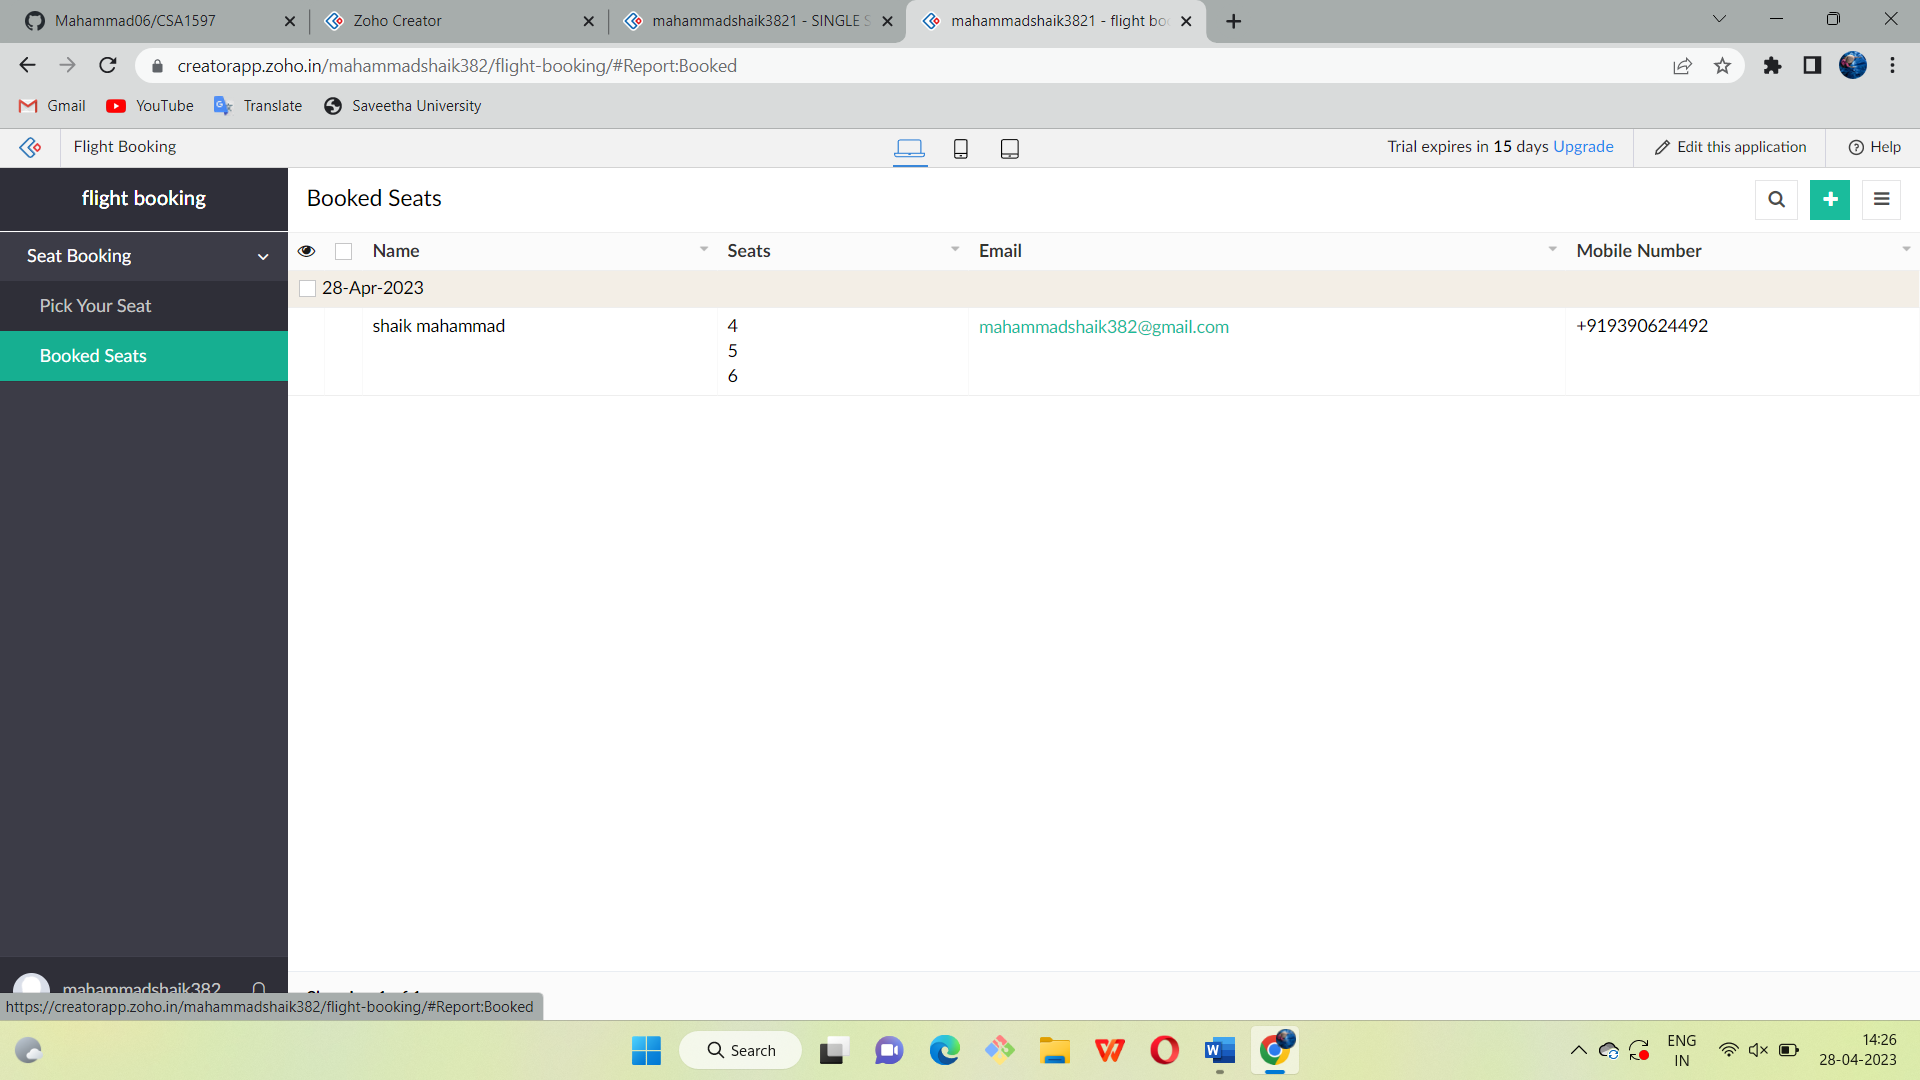 Mahammad06/CSA1597
Zoho Creator
mahammadshaik3821 - SINGLE S
mahammadshaik3821 - flight bo
creatorapp.zoho.in/mahammadshaik382/flight-booking/#Report:Booked
Gmail
YouTube
Translate
Saveetha University
Flight Booking
Trial expires in 15 days Upgrade
Edit this application
Help
flight booking
Booked Seats
Seat Booking
Name
Seats
Email
Mobile Number
28-Apr-2023
Pick Your Seat
shaik mahammad
4
mahammadshaik382@gmail.com
+919390624492
Booked Seats
5
6
mahammadshaik382
https://creatorapp.zoho.in/mahammadshaik382/flight-booking/#Report:Booked
Search
ENG
IN
14:26
28-04-2023